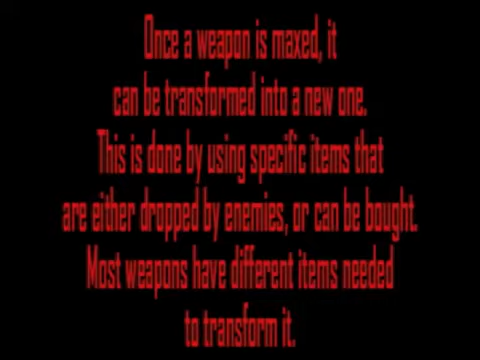 Once a weapon is maxed, it
can be transformed into a new one.
This is done by using specific items that
are either dropped by enemies, or can be bought.
Most weapons have different items needed
to transform it.